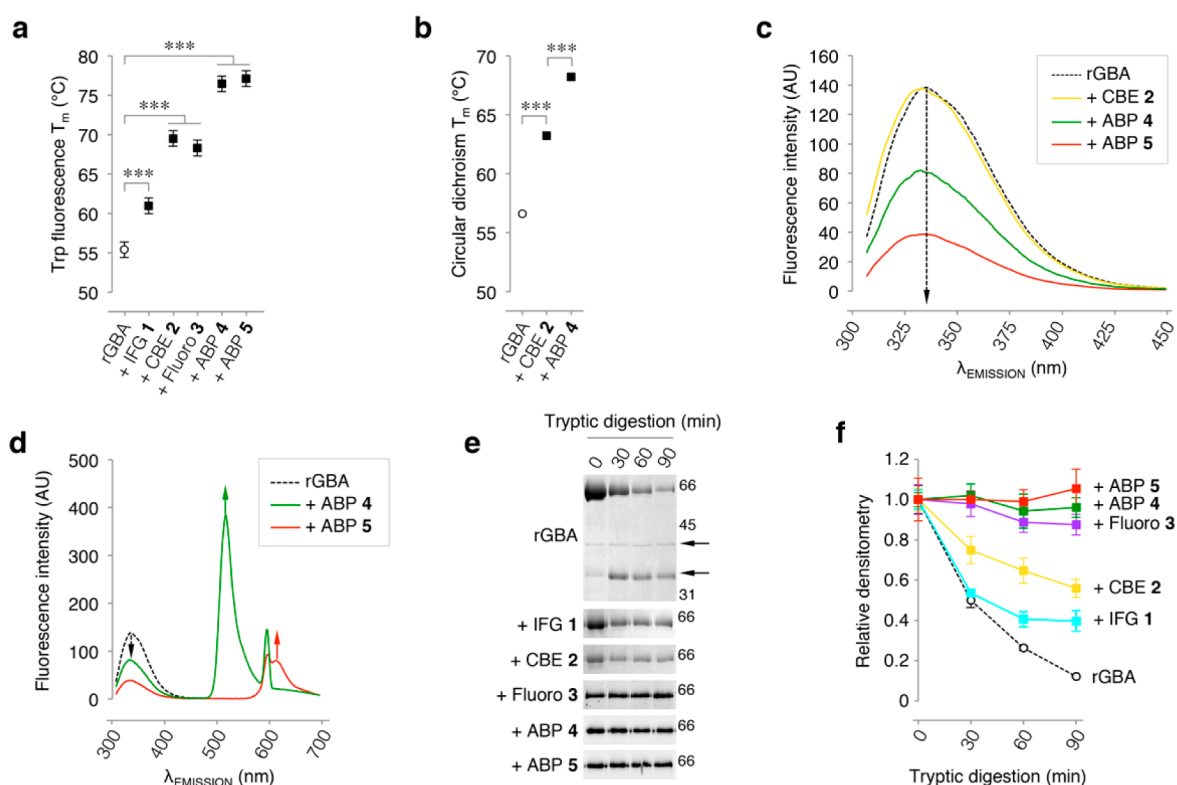 a
Trp fluorescence Tm (°C)
80
75
70
65
60
55
50
***
***
***
rGBA
+ IFG 1
+ CBE 2
+ Fluoro 3
+ ABP 4
+ ABP 5
b
Circular dichroism Tm (°C)
70
65
60
55
50
***
***
rGBA
+ CBE 2
+ ABP 4
c
Fluorescence intensity (AU)
160
140
120
100
80
60
40
20
0
rGBA
+ CBE 2
+ ABP 4
+ ABP 5
300
325
350
375
400
425
450
λEMISSION (nm)
d
Fluorescence intensity (AU)
500
400
300
200
100
0
rGBA
+ ABP 4
+ ABP 5
300
400
500
600
700
λEMISSION (nm)
e
Tryptic digestion (min)
0 30 60 90
66
45
rGBA
31
+ IFG 1 66
+ CBE 2 66
+ Fluoro 3 66
+ ABP 4 66
+ ABP 5 66
f
Relative densitometry
1.2
1.0
0.8
0.6
0.4
0.2
0
+ ABP 5
+ ABP 4
+ Fluoro 3
+ CBE 2
+ IFG 1
rGBA
0
30
60
90
Tryptic digestion (min)